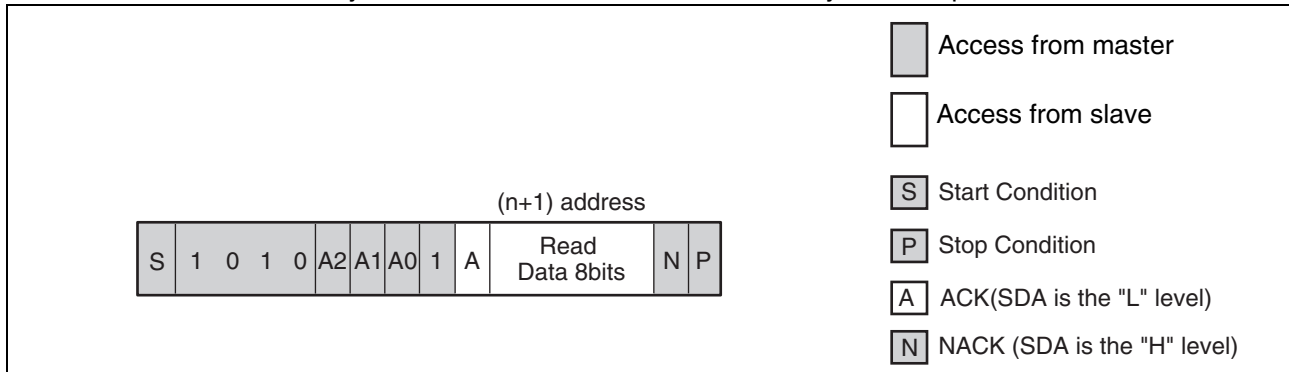 Access from master
Access from slave
(n+1) address
S 1 0 1 0 A2 A1 A0 1 A Read Data 8bits N P
S Start Condition
P Stop Condition
A ACK(SDA is the "L" level)
N NACK (SDA is the "H" level)